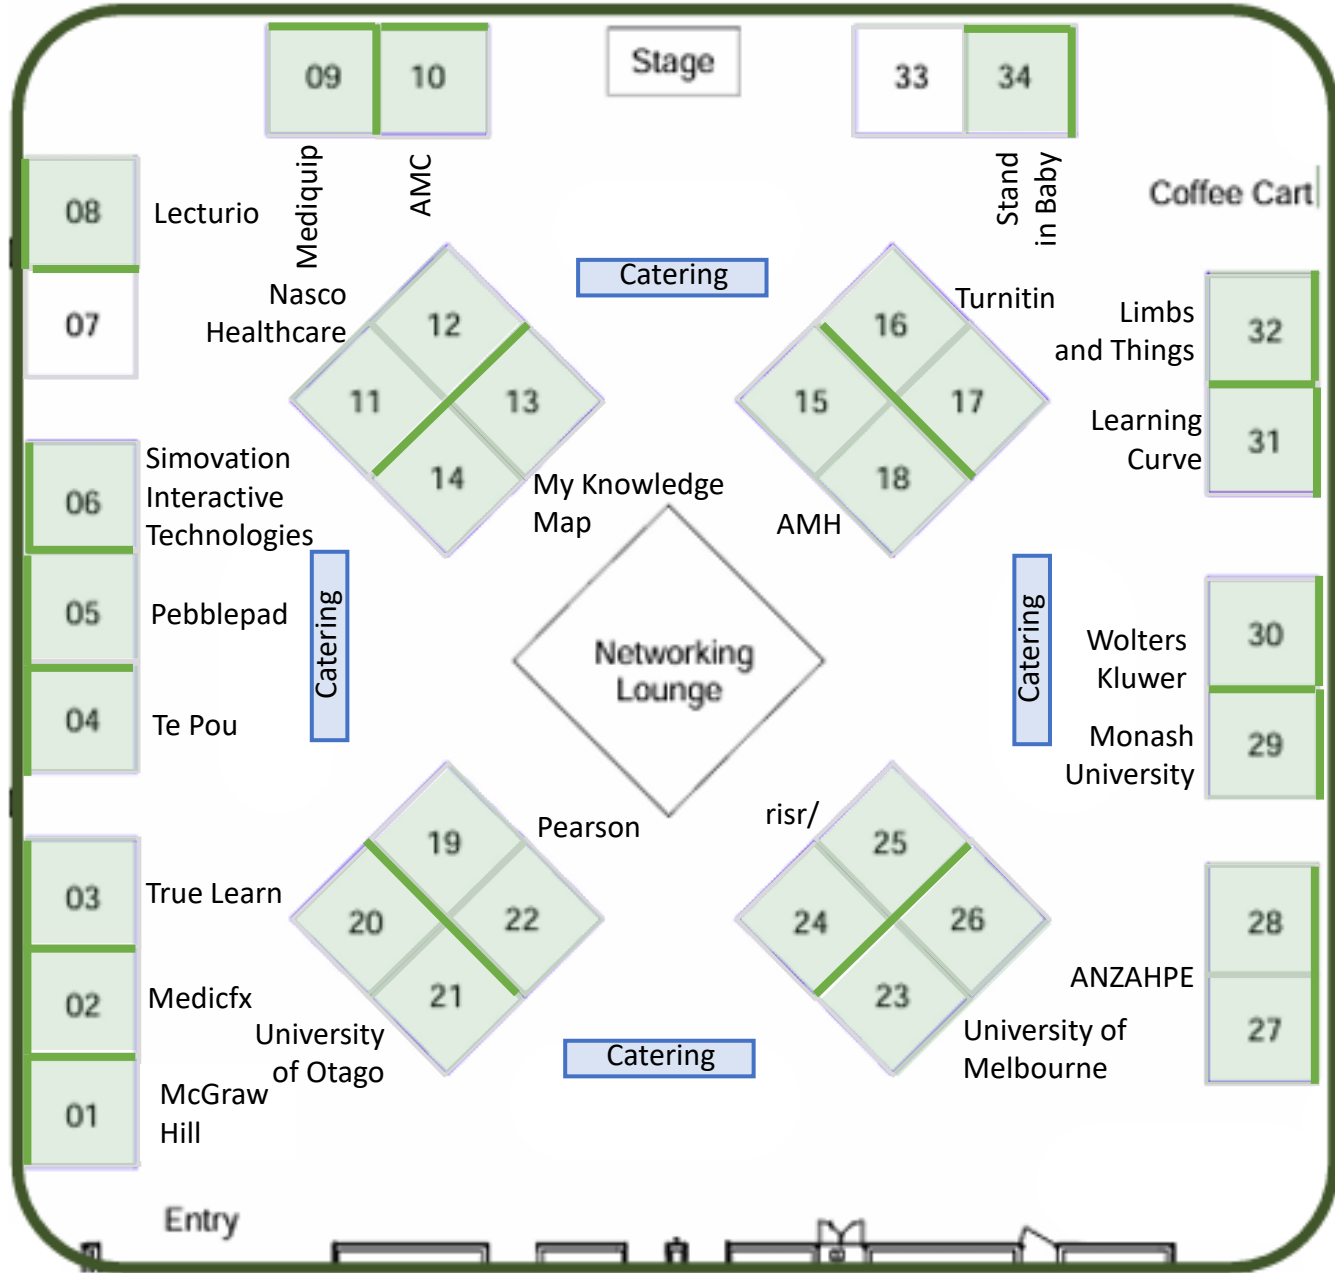 09
10
Stage
33
34
Mediquip
AMC
Stand
in Baby
Coffee Cart
08
Lecturio
07
Catering
Nasco
Healthcare
12
11
13
14
My Knowledge
Map
16
Turnitin
15
17
18
AMH
Limbs
and Things
32
Learning
Curve
31
06
Simovation
Interactive
Technologies
05
Pebblepad
04
Te Pou
Catering
Networking
Lounge
Catering
Wolters
Kluwer
30
Monash
University
29
03
True Learn
02
Medicfx
01
McGraw
Hill
19
Pearson
20
22
21
University
of Otago
risr/
25
24
26
23
University of
Melbourne
28
ANZAHPE
27
Catering
Entry